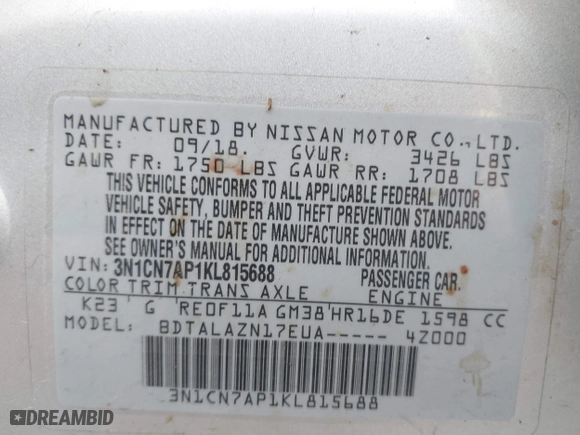 MANUFACTURED BY NISSAN MOTOR CO., LTD.
DATE: 09/18. GVWR: 3426 LBS
GAWR FR: 1750 LBS GAWR RR: 1708 LBS
THIS VEHICLE CONFORMS TO ALL APPLICABLE FEDERAL MOTOR
VEHICLE SAFETY, BUMPER AND THEFT PREVENTION STANDARDS
IN EFFECT ON THE DATE OF MANUFACTURE SHOWN ABOVE.
SEE OWNER'S MANUAL FOR ADDITIONAL INFORMATION.
VIN: 3N1CN7AP1KL815688 PASSENGER CAR.
COLOR TRIM TRANS AXLE ENGINE
K23 ' G ' RE0F11A GM38'HR16DE 1598 CC
MODEL: BDTALAZN17EUA----- 4Z000
3N1CN7AP1KL815688
DREAMBID